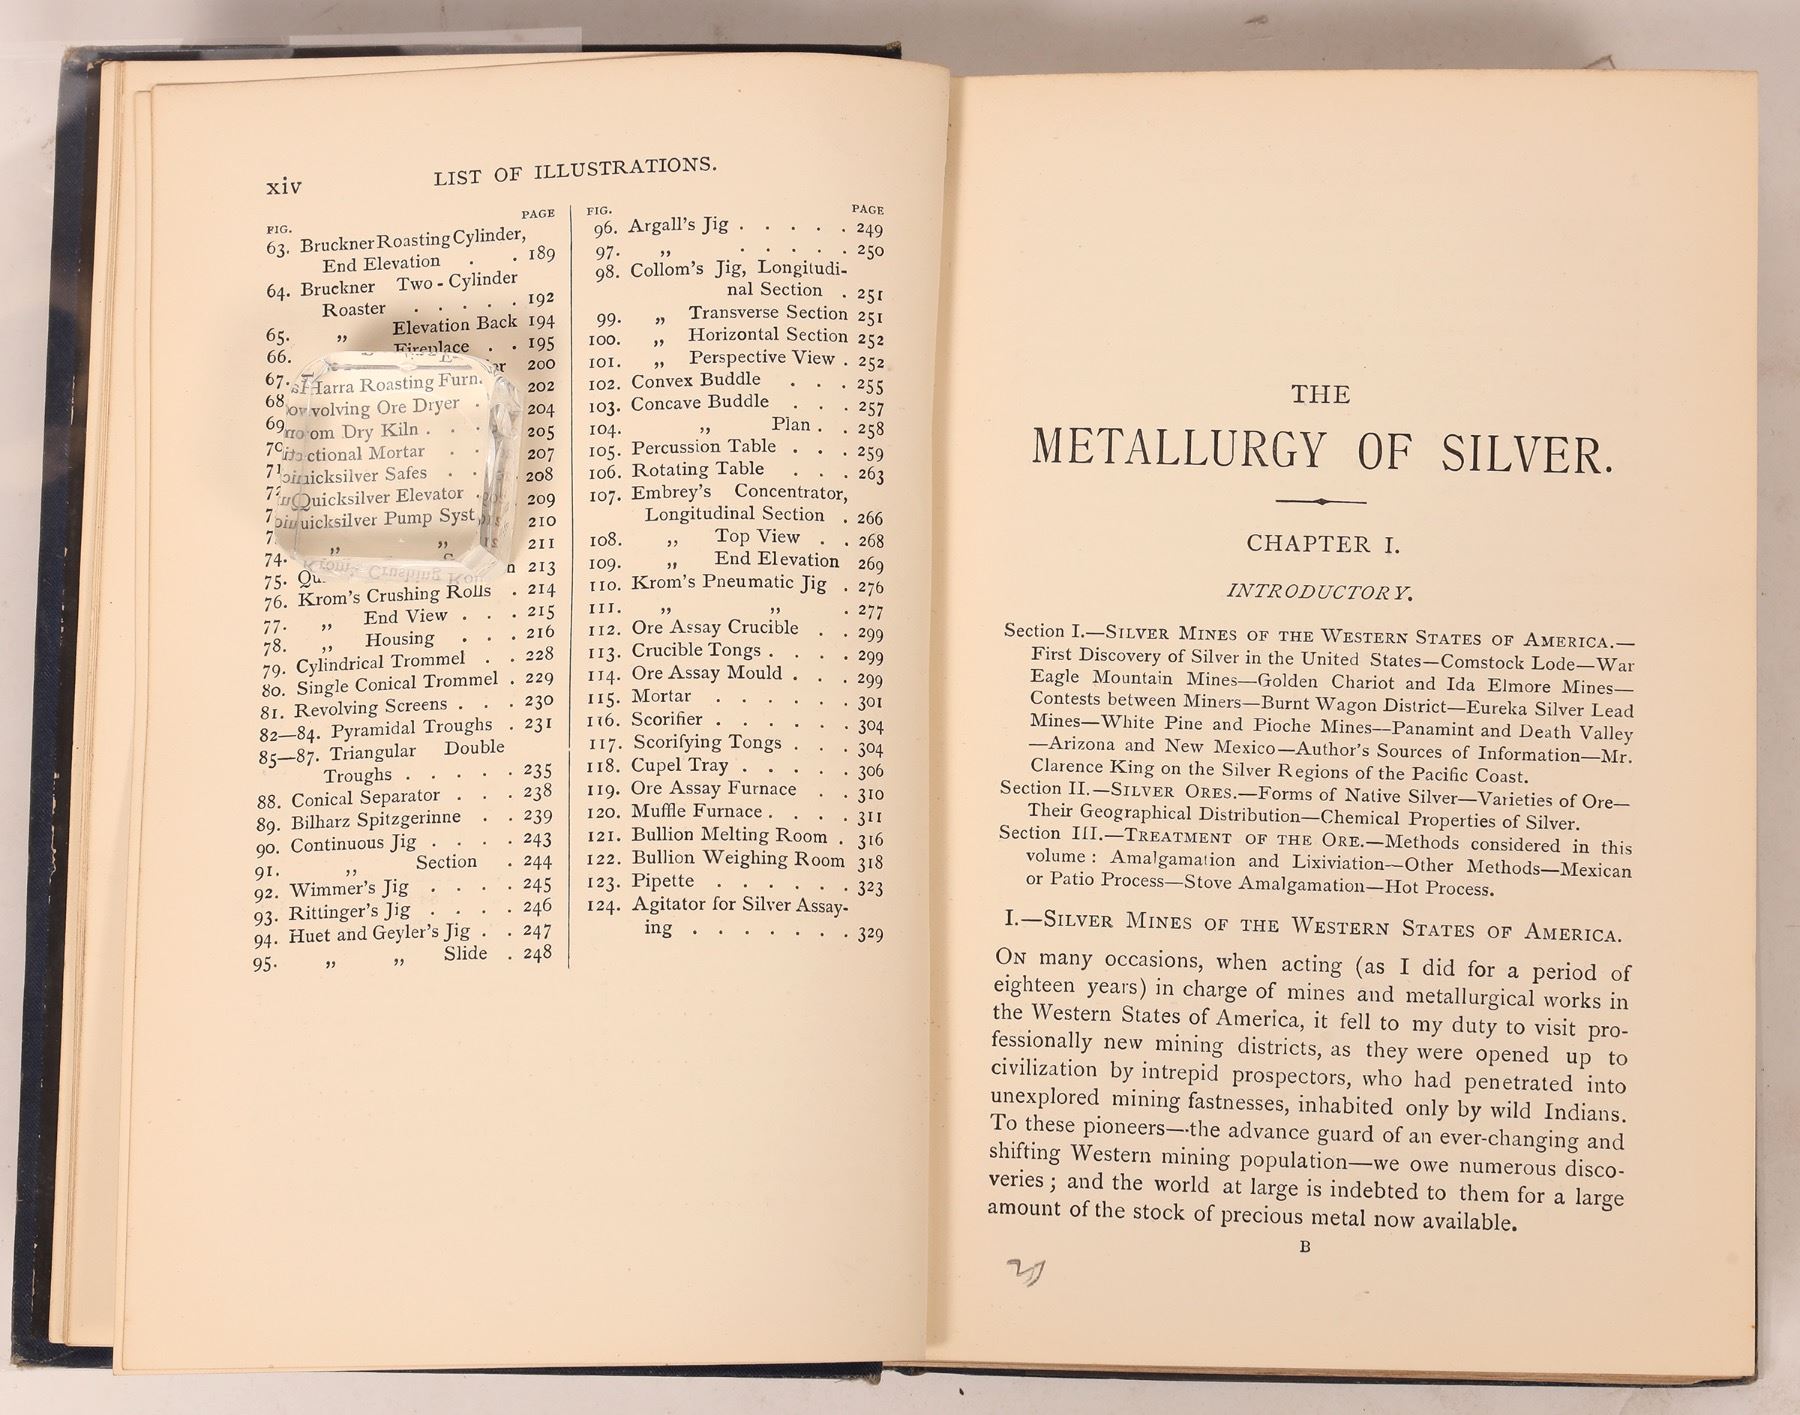 xiv
LIST OF ILLUSTRATIONS.
FIG.
PAGE
63. Bruckner Roasting Cylinder,
End Elevation . . 189
64. Bruckner Two-Cylinder
Roaster . . . . . 192
65. „ Elevation Back 194
66. Fireplace . . 195
67. 200
Harra Roasting Furn. 202
68 volving Ore Dryer . 204
69 om Dry Kiln . . . 205
ctional Mortar . . 207
71 uicksilver Safes . . 208
Quicksilver Elevator . 209
uicksilver Pump Syst 210
„ „ 211
74. 213
75. Qu
76. Krom's Crushing Rolls . 214
77. „ End View . . . 215
78. „ Housing . . . 216
79. Cylindrical Trommel . . 228
80. Single Conical Trommel . 229
81. Revolving Screens . . . 230
82—84. Pyramidal Troughs . 231
85—87. Triangular Double
Troughs . . . . . 235
88. Conical Separator . . . 238
89. Bilharz Spitzgerinne . . 239
90. Continuous Jig . . . . 243
91. „ Section . 244
92. Wimmer's Jig . . . . 245
93. Rittinger's Jig . . . . 246
94. Huet and Geyler's Jig . . 247
95. „ „ Slide . 248
FIG.
PAGE
96. Argall's Jig . . . . . 249
97. „ . . . . . 250
98. Collom's Jig, Longitudi-
nal Section . 251
99. „ Transverse Section 251
100. „ Horizontal Section 252
101. „ Perspective View . 252
102. Convex Buddle . . . 255
103. Concave Buddle . . . 257
104. „ Plan . . 258
105. Percussion Table . . . 259
106. Rotating Table . . . 263
107. Embrey's Concentrator,
Longitudinal Section . 266
108. „ Top View . . 268
109. „ End Elevation 269
110. Krom's Pneumatic Jig . 276
111. „ „ . 277
112. Ore Assay Crucible . . 299
113. Crucible Tongs . . . . 299
114. Ore Assay Mould . . . 299
115. Mortar . . . . . . 301
116. Scorifier . . . . . . 304
117. Scorifying Tongs . . . 304
118. Cupel Tray . . . . . 306
119. Ore Assay Furnace . . 310
120. Muffle Furnace . . . . 311
121. Bullion Melting Room . 316
122. Bullion Weighing Room 318
123. Pipette . . . . . . 323
124. Agitator for Silver Assay-
ing . . . . . . . 329
THE
METALLURGY OF SILVER.
CHAPTER I.
INTRODUCTORY.
Section I.—SILVER MINES OF THE WESTERN STATES OF AMERICA.—
First Discovery of Silver in the United States—Comstock Lode—War
Eagle Mountain Mines—Golden Chariot and Ida Elmore Mines—
Contests between Miners—Burnt Wagon District—Eureka Silver Lead
Mines—White Pine and Pioche Mines—Panamint and Death Valley
—Arizona and New Mexico—Author's Sources of Information—Mr.
Clarence King on the Silver Regions of the Pacific Coast.
Section II.—SILVER ORES.—Forms of Native Silver—Varieties of Ore—
Their Geographical Distribution—Chemical Properties of Silver.
Section III.—TREATMENT OF THE ORE.—Methods considered in this
volume: Amalgamation and Lixiviation—Other Methods—Mexican
or Patio Process—Stove Amalgamation—Hot Process.
I.—SILVER MINES OF THE WESTERN STATES OF AMERICA.
ON many occasions, when acting (as I did for a period of
eighteen years) in charge of mines and metallurgical works in
the Western States of America, it fell to my duty to visit pro-
fessionally new mining districts, as they were opened up to
civilization by intrepid prospectors, who had penetrated into
unexplored mining fastnesses, inhabited only by wild Indians.
To these pioneers—the advance guard of an ever-changing and
shifting Western mining population—we owe numerous disco-
veries; and the world at large is indebted to them for a large
amount of the stock of precious metal now available.
B